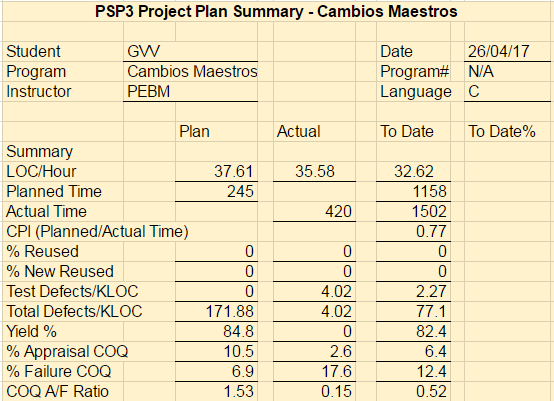 PSP3 Project Plan Summary - Cambios Maestros
Student GVV Date 26/04/17
Program Cambios Maestros Program# N/A
Instructor PEBM Language C
Plan Actual To Date To Date%
Summary
LOC/Hour 37.61 35.58 32.62
Planned Time 245 1158
Actual Time 420 1502
CPI (Planned/Actual Time) 0.77
% Reused 0 0 0
% New Reused 0 0 0
Test Defects/KLOC 0 4.02 2.27
Total Defects/KLOC 171.88 4.02 77.1
Yield % 84.8 0 82.4
% Appraisal COQ 10.5 2.6 6.4
% Failure COQ 6.9 17.6 12.4
COQ A/F Ratio 1.53 0.15 0.52